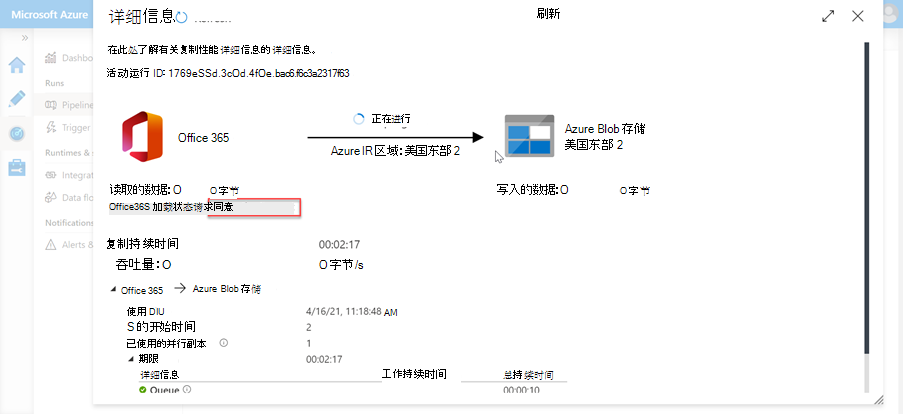 Microsoft Azure
详细信息 刷新
»
在此处了解有关复制性能详细信息的详细信息。
Dashbo
活动运行 ID: 1769eSSd.3cOd.4fOe.bac6.f6c3a2317f63
Runs
Pipeline
Trigger
Office 365
正在进行
Azure IR 区域:美国东部 2
Azure Blob 存储
美国东部 2
Runtimes & s
Integrat
Data flo
读取的数据:O O字节
写入的数据:O O字节
Office36S 加载状态请求同意
Notifications
Alerts &
复制持续时间 00:02:17
吞吐量:O O字节/s
Office 365 → Azure Blob 存储
使用 DIU 4/16/21, 11:18:48 AM
S 的开始时间 2
已使用的并行副本 1
期限 00:02:17
详细信息 工作持续时间 总持续时间
Queue 00:00:10